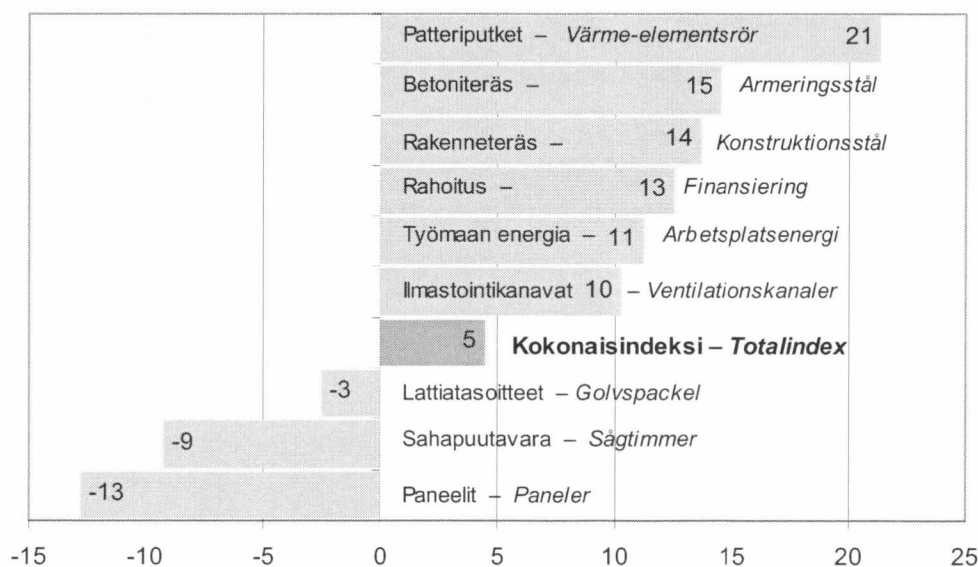 Patteriputket – Värme-elementsrör 21
Betoniteräs – 15 Armeringsstål
Rakenneteräs – 14 Konstruktionsstål
Rahoitus – 13 Finansiering
Työmaan energia – 11 Arbetsplatsenergi
Ilmastointikanavat 10 – Ventilationskanaler
5 Kokonaisindeksi – Totalindex
-3 Lattiatasoitteet – Golvspackel
-9 Sahapuutavara – Sågtimmer
-13 Paneelit – Paneler
-15 -10 -5 0 5 10 15 20 25